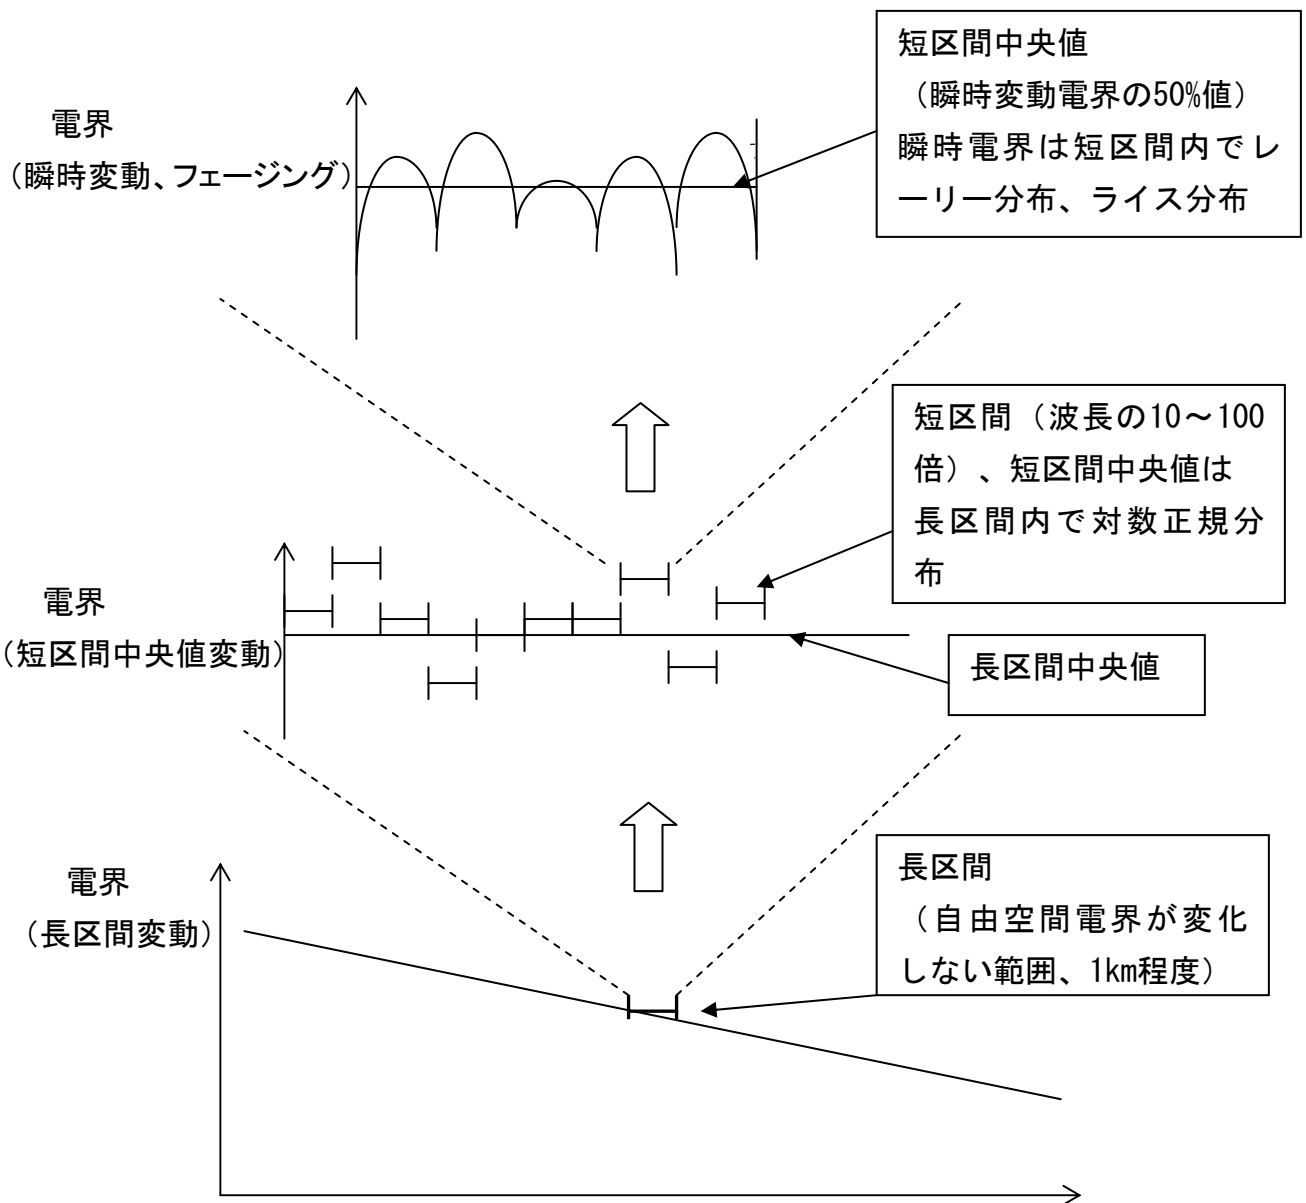 短区間中央値
（瞬時変動電界の50%値）
瞬時電界は短区間内でレ
ーリー分布、ライス分布
電界
（瞬時変動、フェージング）
短区間（波長の10～100
倍）、短区間中央値は
長区間内で対数正規分
布
電界
（短区間中央値変動）
長区間中央値
電界
（長区間変動）
長区間
（自由空間電界が変化
しない範囲、1km程度）